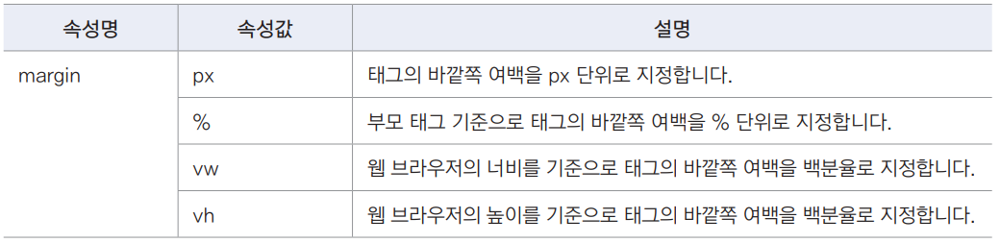 속성명 속성값 설명
margin px 태그의 바깥쪽 여백을 px 단위로 지정합니다.
% 부모 태그 기준으로 태그의 바깥쪽 여백을 % 단위로 지정합니다.
vw 웹 브라우저의 너비를 기준으로 태그의 바깥쪽 여백을 백분율로 지정합니다.
vh 웹 브라우저의 높이를 기준으로 태그의 바깥쪽 여백을 백분율로 지정합니다.